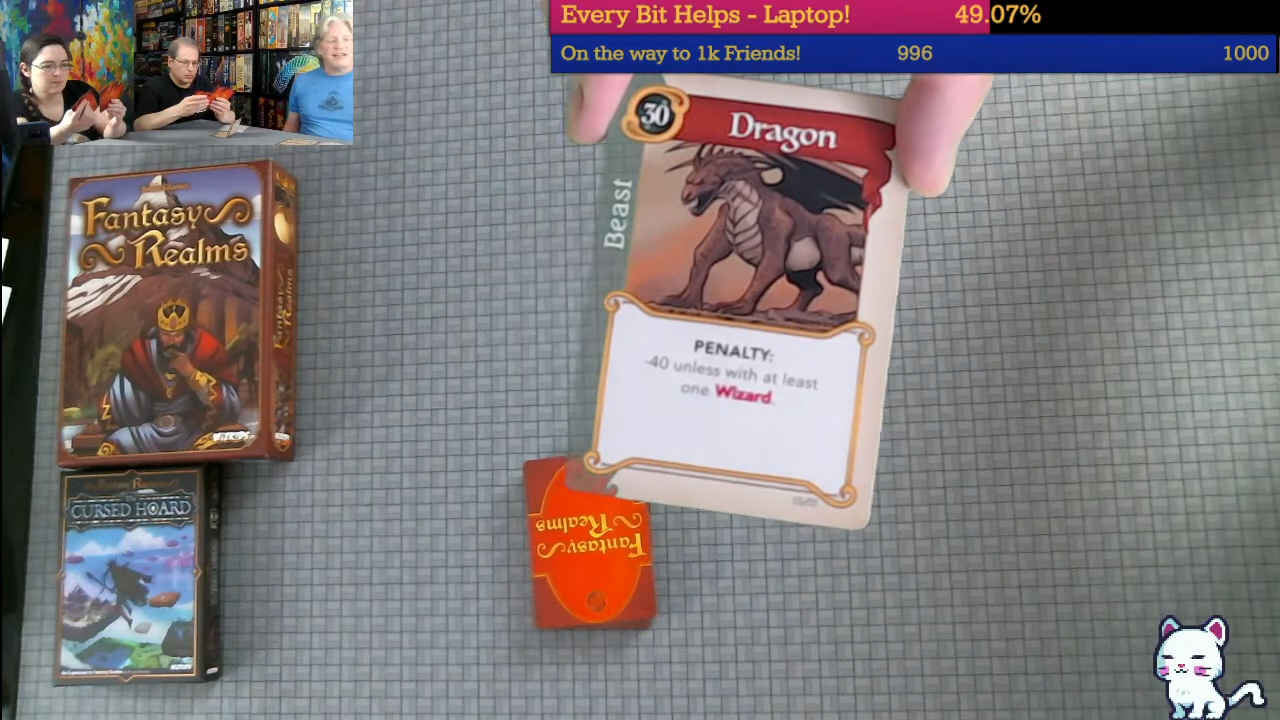 Every Bit Helps - Laptop! 49.07%
On the way to 1k Friends! 996 1000
30
Dragon
Beast
PENALTY:
-40 unless with at least
one Wizard.
Fantasy
Realms
Fantasy Realms
CURSED HOARD
Fantasy
Realms